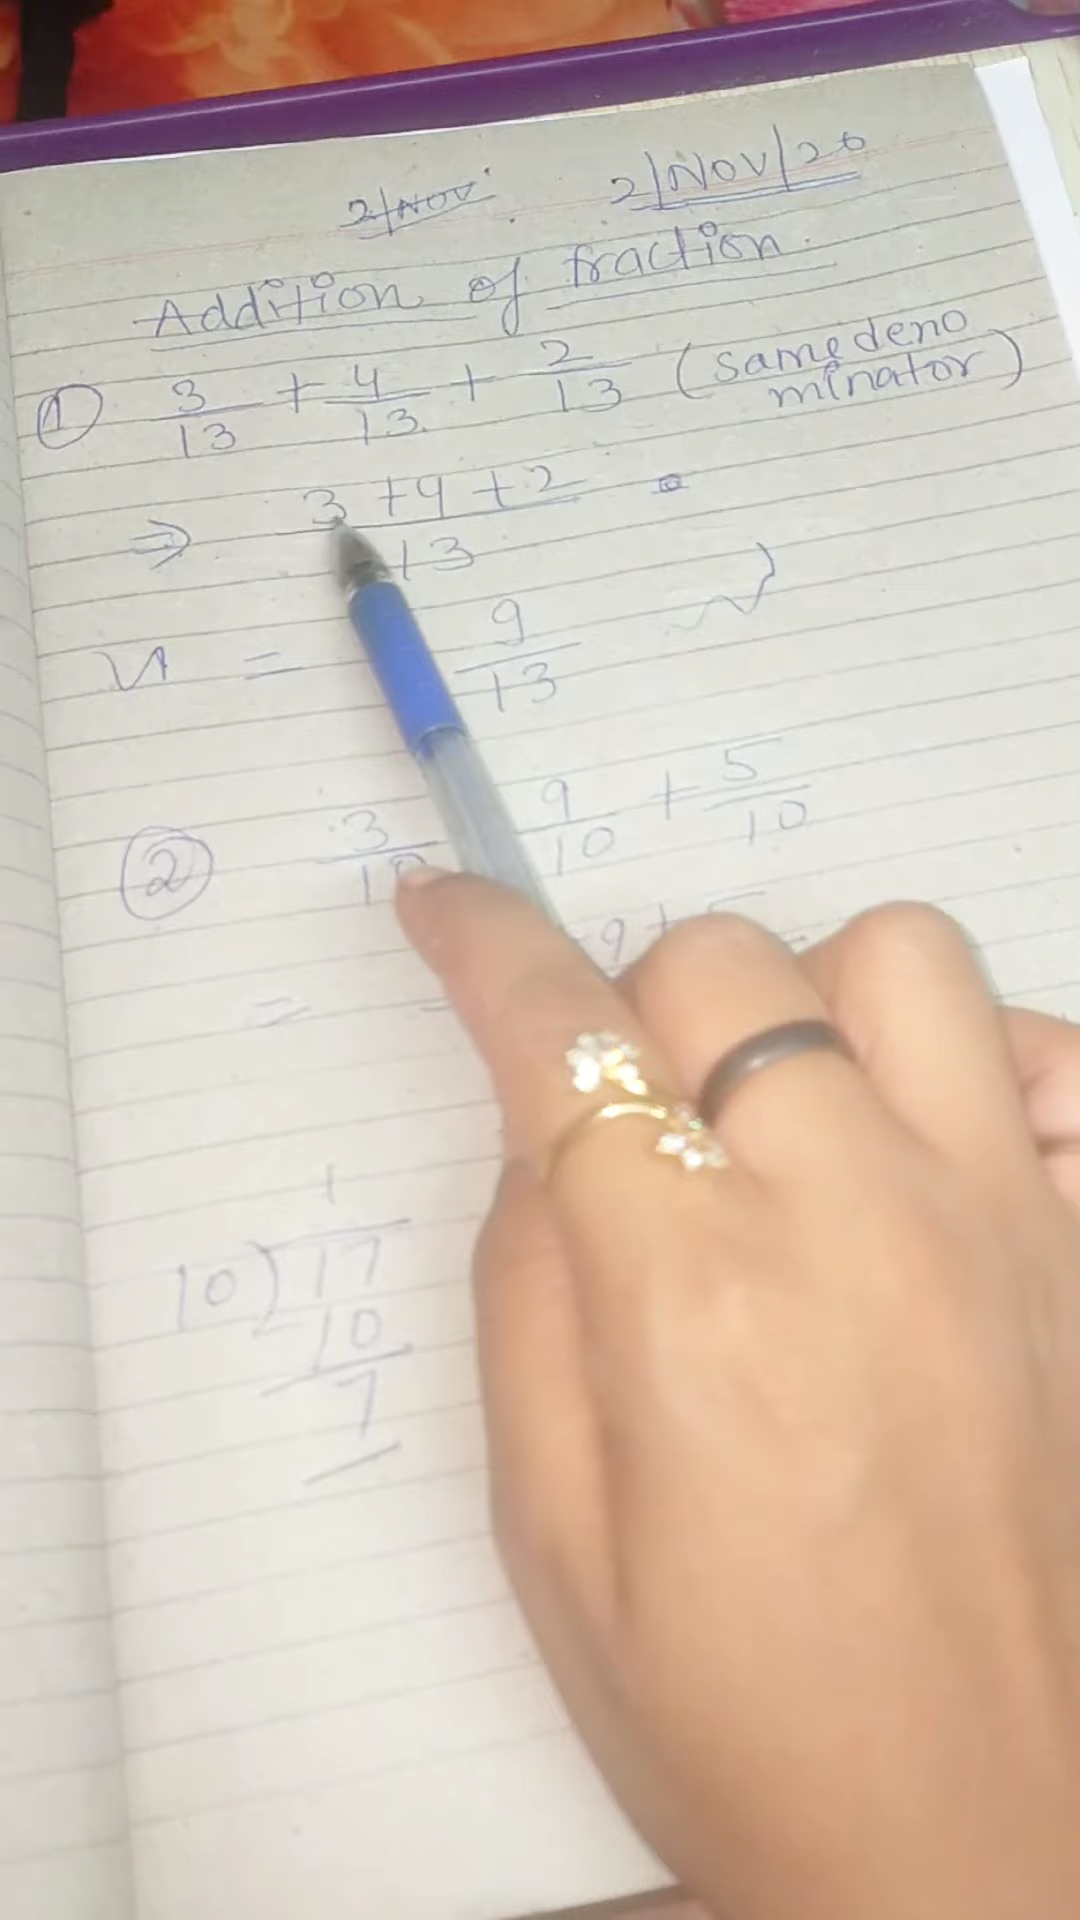 2/Nov. 2/Nov/20
Addition of fraction.
① 3/13 + 4/13 + 2/13 (same deno
minator)
⇒ 3+4+2/13
= 9/13
② 3/10 9/10 + 5/10
= 9+
1
10)17
10
7